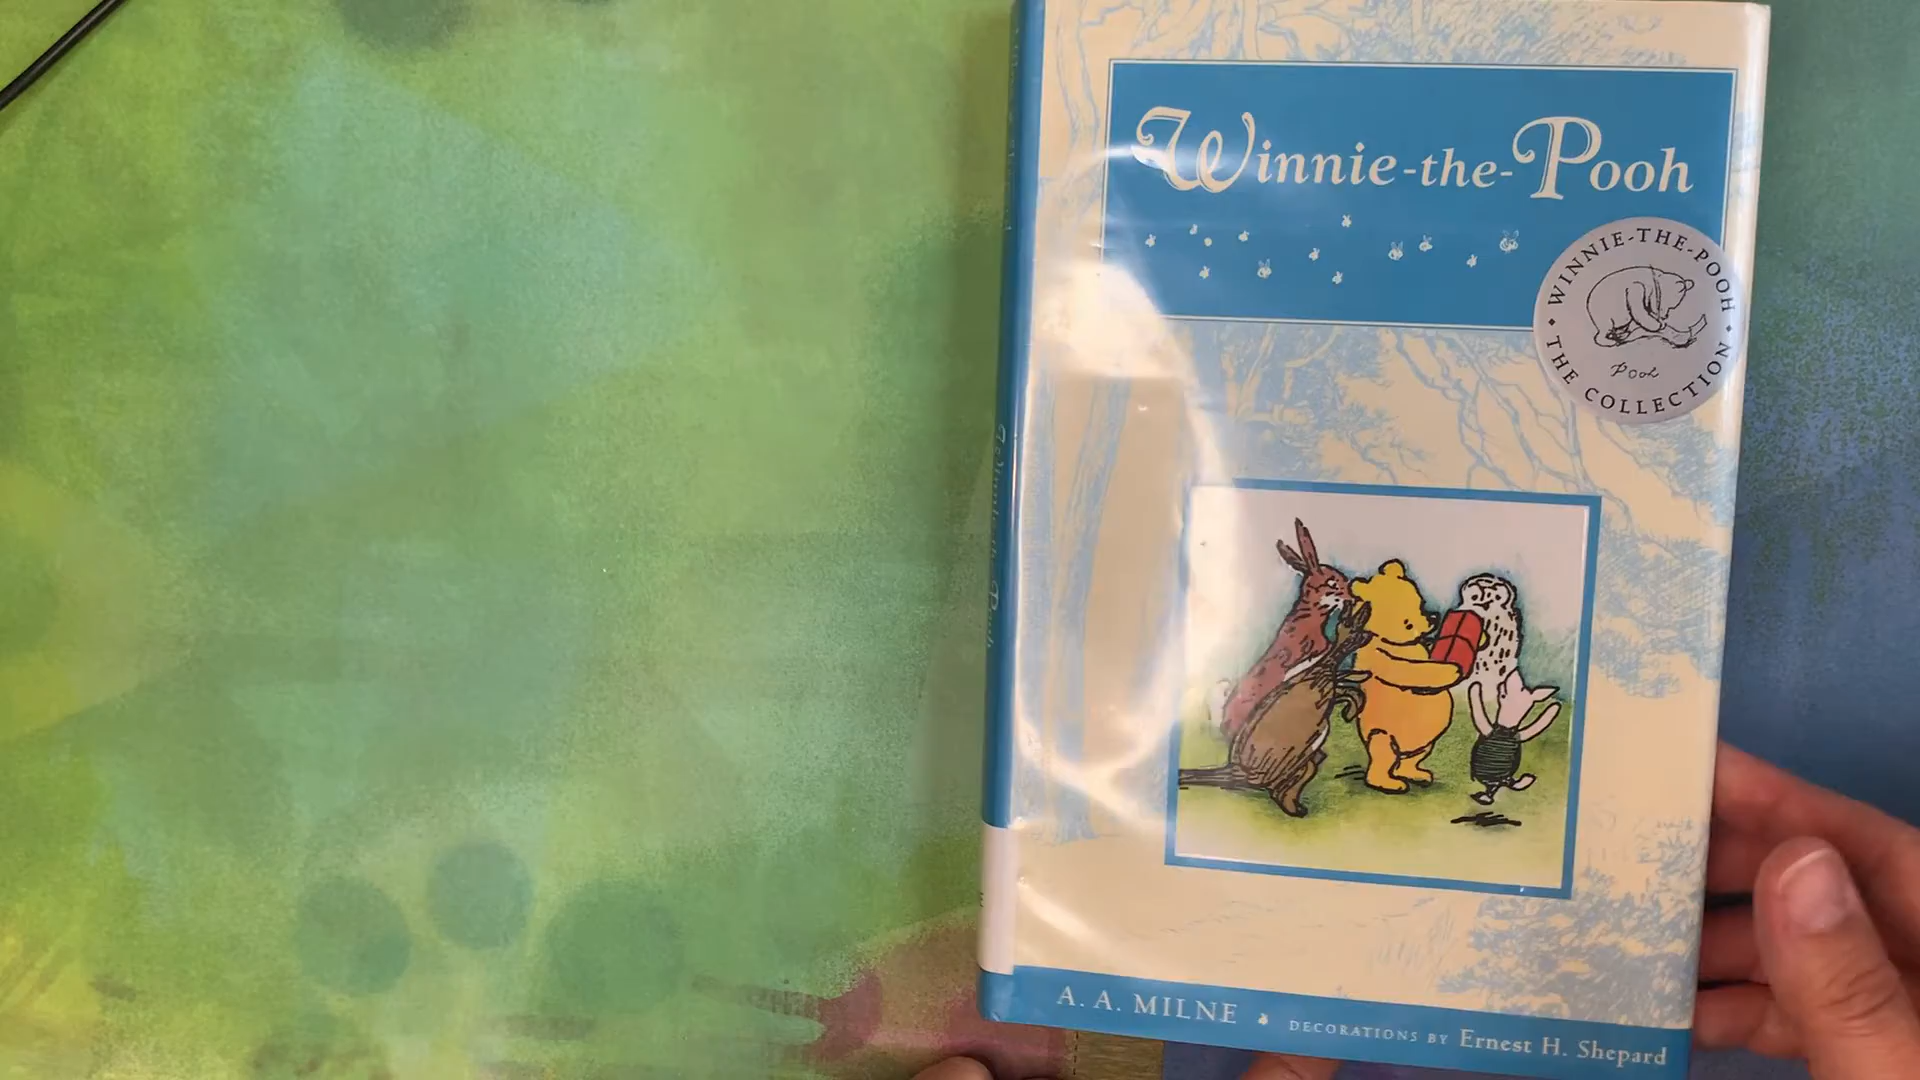 Winnie-the-Pooh
WINNIE-THE-POOH
Pooh
THE COLLECTION
A. A. MILNE
DECORATIONS BY Ernest H. Shepard